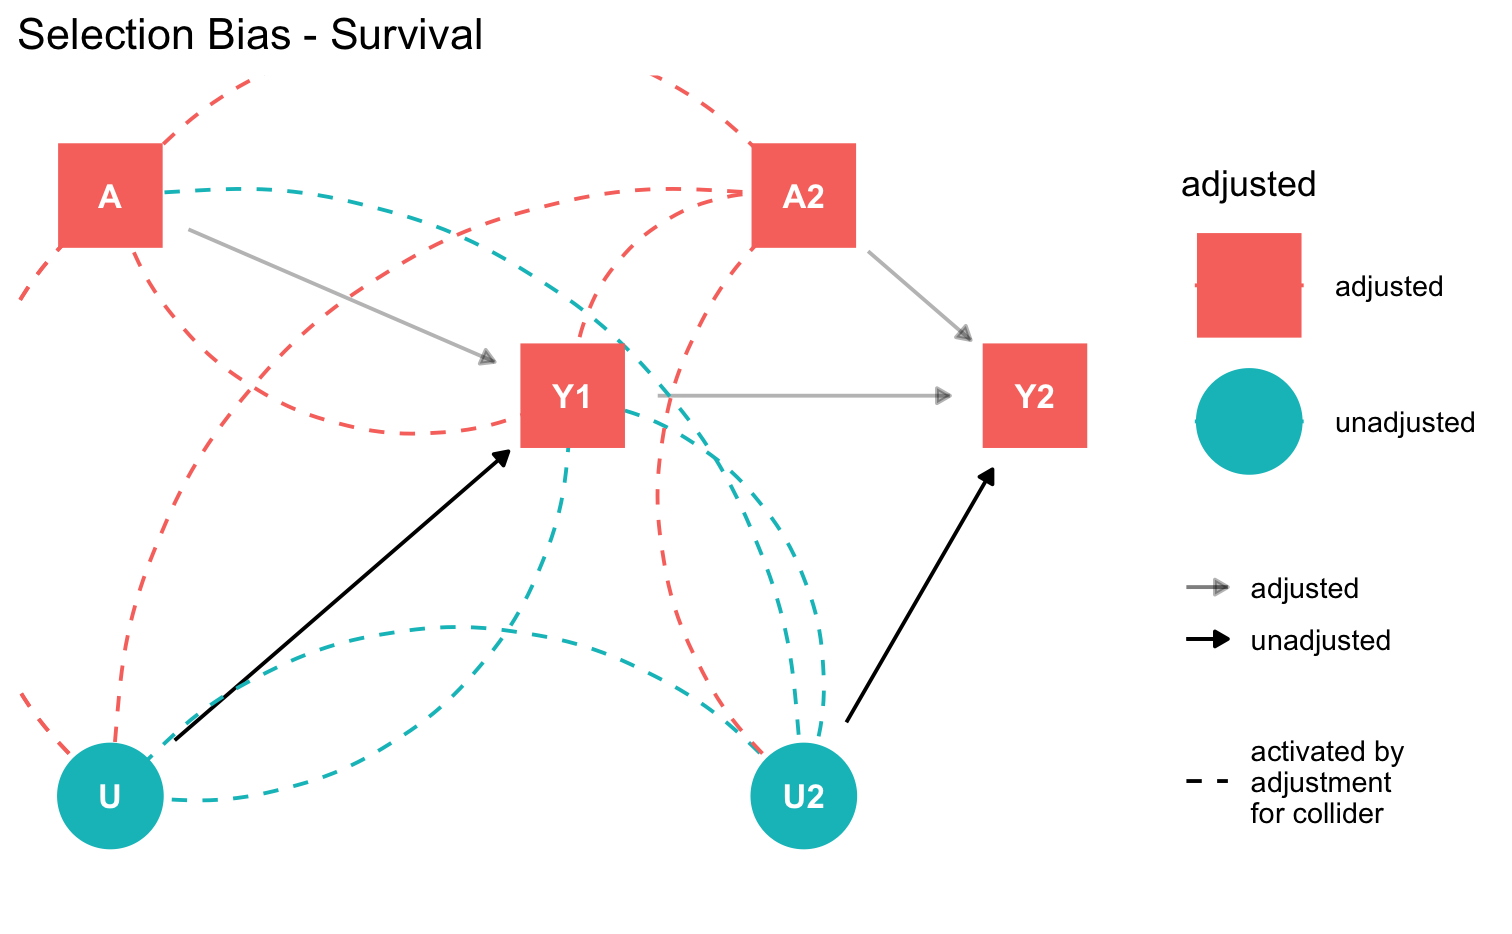 Selection Bias - Survival
A
A2
Y1
Y2
U
U2
adjusted
adjusted
unadjusted
adjusted
unadjusted
activated by
adjustment
for collider